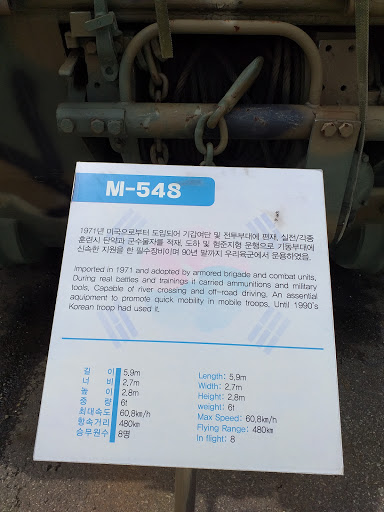 M-548
1971년 미국으로부터 도입되어 기갑여단 및 전투부대에 편재, 실전/각종
훈련시 탄약과 군수물자를 적재, 도하 및 험준지형 운행으로 기동부대에
신속한 지원을 한 필수장비이며 90년 말까지 우리육군에서 운용하였음.
Imported in 1971 and adopted by armored brigade and combat units,
During real battles and trainings it carried ammunitions and military
tools, Capable of river crossing and off-road driving. An essential
aquipment to promote quick mobility in mobile troops, Until 1990's
Korean troop had used it.
길 이 5,9m
너 비 2,7m
높 이 2,8m
중 량 6t
최대속도 60,8km/h
항속거리 480km
승무원수 8명
Length: 5,9m
Width: 2,7m
Height: 2,8m
weight: 6t
Max Speed: 60,8km/h
Flying Range: 480km
In flight: 8